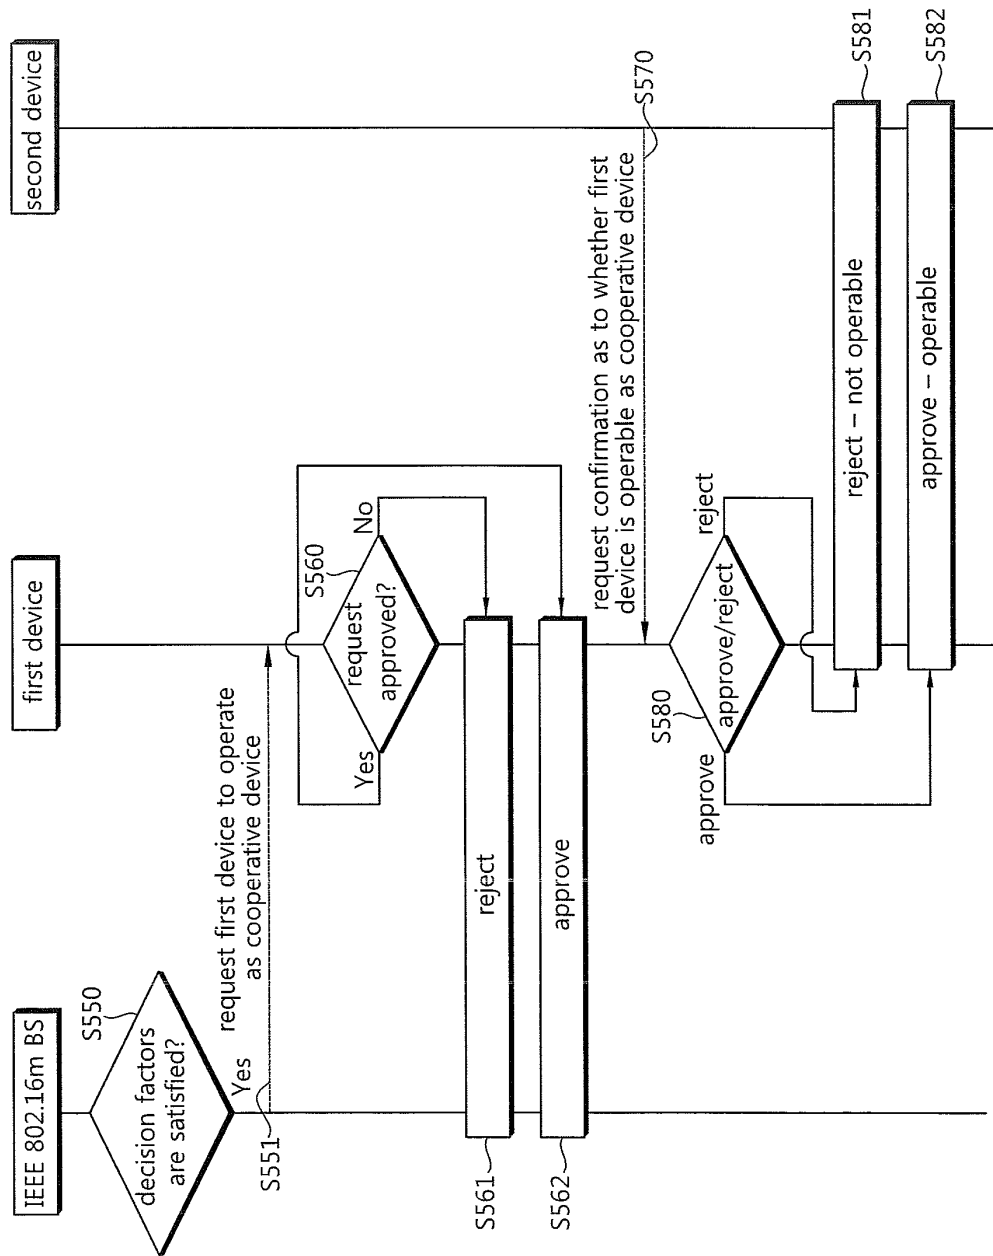 IEEE 802.16m BS
first device
second device
decision factors
are satisfied?
S550
Yes
S551
request first device to operate
as cooperative device
request
approved?
S560
Yes
No
reject
S561
approve
S562
request confirmation as to whether first
device is operable as cooperative device
S570
approve/reject
S580
approve
reject
reject – not operable
S581
approve – operable
S582